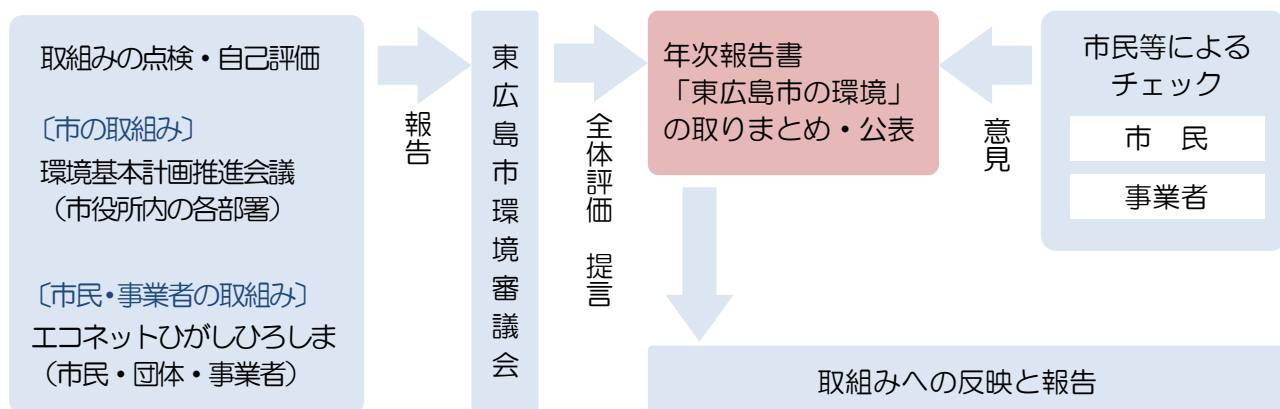 取組みの点検・自己評価
〔市の取組み〕
環境基本計画推進会議
（市役所内の各部署）
〔市民・事業者の取組み〕
エコネットひがしひろしま
（市民・団体・事業者）
報告
東広島市環境審議会
全体評価　提言
年次報告書
「東広島市の環境」
の取りまとめ・公表
意見
市民等による
チェック
市　民
事業者
取組みへの反映と報告